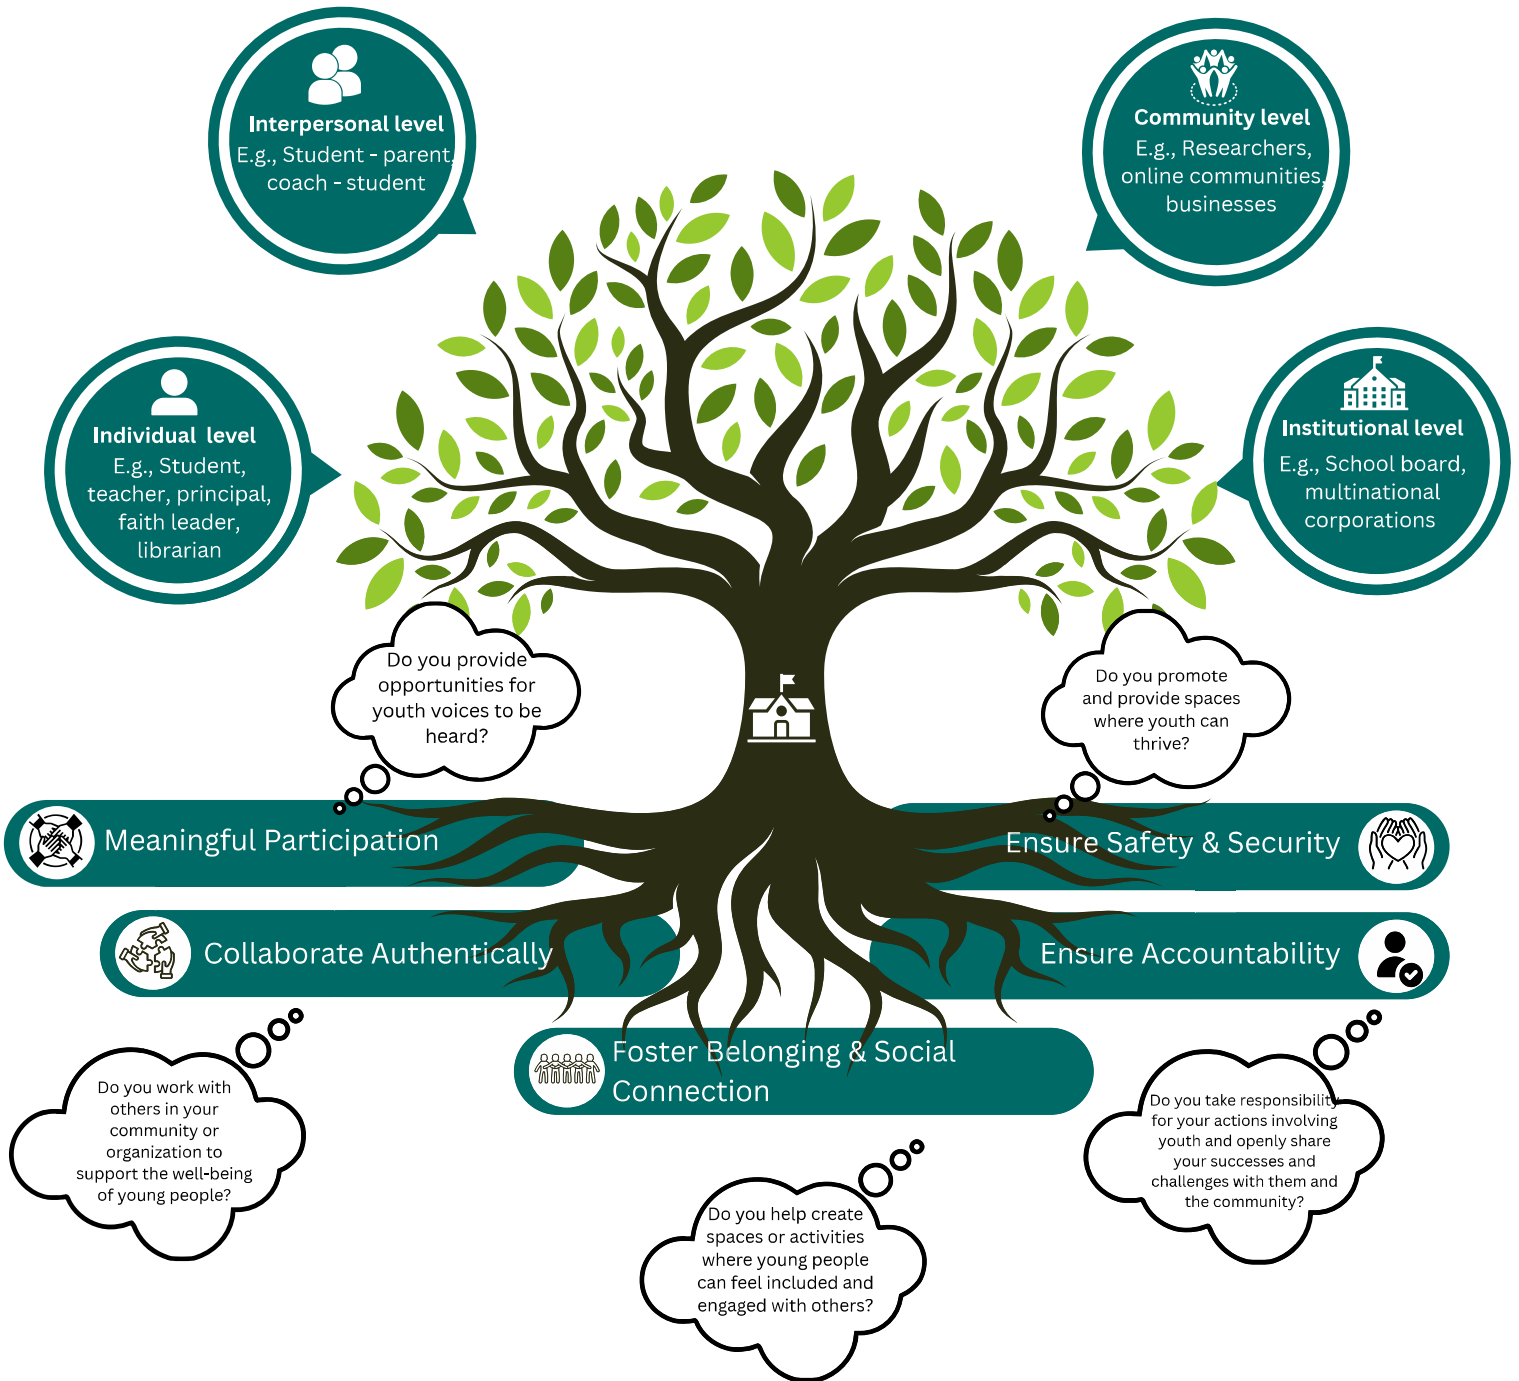 Interpersonal level
E.g., Student - parent,
coach - student
Community level
E.g., Researchers,
online communities,
businesses
Individual level
E.g., Student,
teacher, principal,
faith leader,
librarian
Institutional level
E.g., School board,
multinational
corporations
Do you provide
opportunities for
youth voices to be
heard?
Do you promote
and provide spaces
where youth can
thrive?
Meaningful Participation
Ensure Safety & Security
Collaborate Authentically
Ensure Accountability
Foster Belonging & Social
Connection
Do you work with
others in your
community or
organization to
support the well-being
of young people?
Do you help create
spaces or activities
where young people
can feel included and
engaged with others?
Do you take responsibility
for your actions involving
youth and openly share
your successes and
challenges with them and
the community?